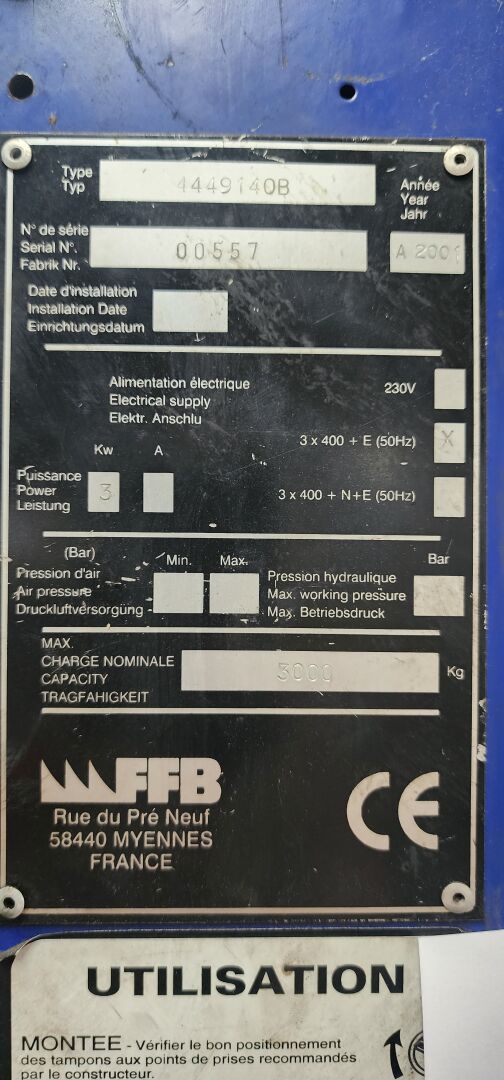 Type
Typ
4449140B
Année
Year
Jahr
N° de série
Serial N°.
Fabrik Nr.
00557
A 2001
Date d'installation
Installation Date
Einrichtungsdatum
Alimentation électrique
Electrical supply
Elektr. Anschlu
230V
3 x 400 + E (50Hz)
X
Kw
A
Puissance
Power
Leistung
3
3 x 400 + N+E (50Hz)
(Bar)
Min.
Max.
Bar
Pression d'air
Air pressure
Druckluftversorgüng
Pression hydraulique
Max. working pressure
Max. Betriebsdruck
MAX.
CHARGE NOMINALE
CAPACITY
TRAGFAHIGKEIT
3000
Kg
FFB
Rue du Pré Neuf
58440 MYENNES
FRANCE
CE
UTILISATION
MONTEE - Vérifier le bon positionnement
des tampons aux points de prises recommandés
par le constructeur.